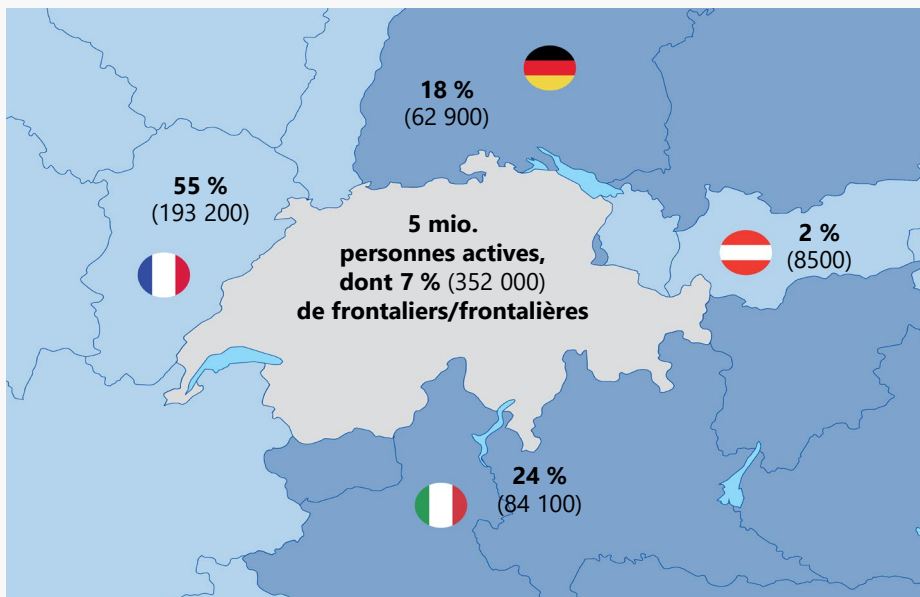 18 %
(62 900)
55 %
(193 200)
5 mio.
personnes actives,
dont 7 % (352 000)
de frontaliers/frontalières
2 %
(8500)
24 %
(84 100)